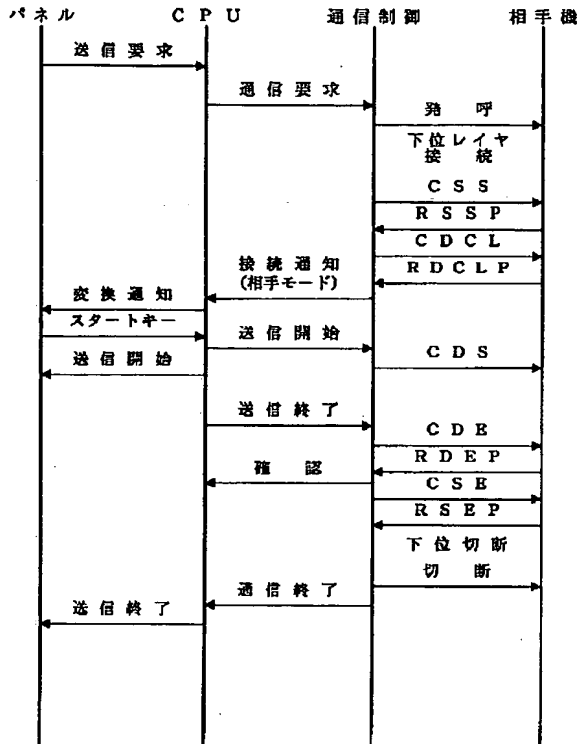 パネル CPU 通信制御 相手機
送信要求
通信要求
発呼
下位レイヤ
接続
CSS
RSSP
CDCL
接続通知
RDCLP
(相手モード)
変換通知
スタートキー
送信開始
送信開始
CDS
送信終了
CDE
RDEP
確認
CSE
RSEP
下位切断
切断
通信終了
送信終了